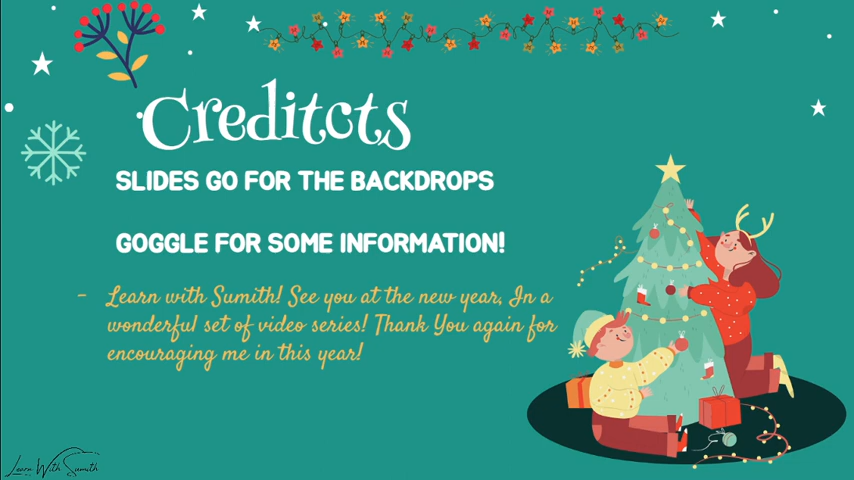 Creditcts
SLIDES GO FOR THE BACKDROPS
GOGGLE FOR SOME INFORMATION!
- Learn with Sumith! See you at the new year, In a
wonderful set of video series! Thank You again for
encouraging me in this year!
Learn With Sumith